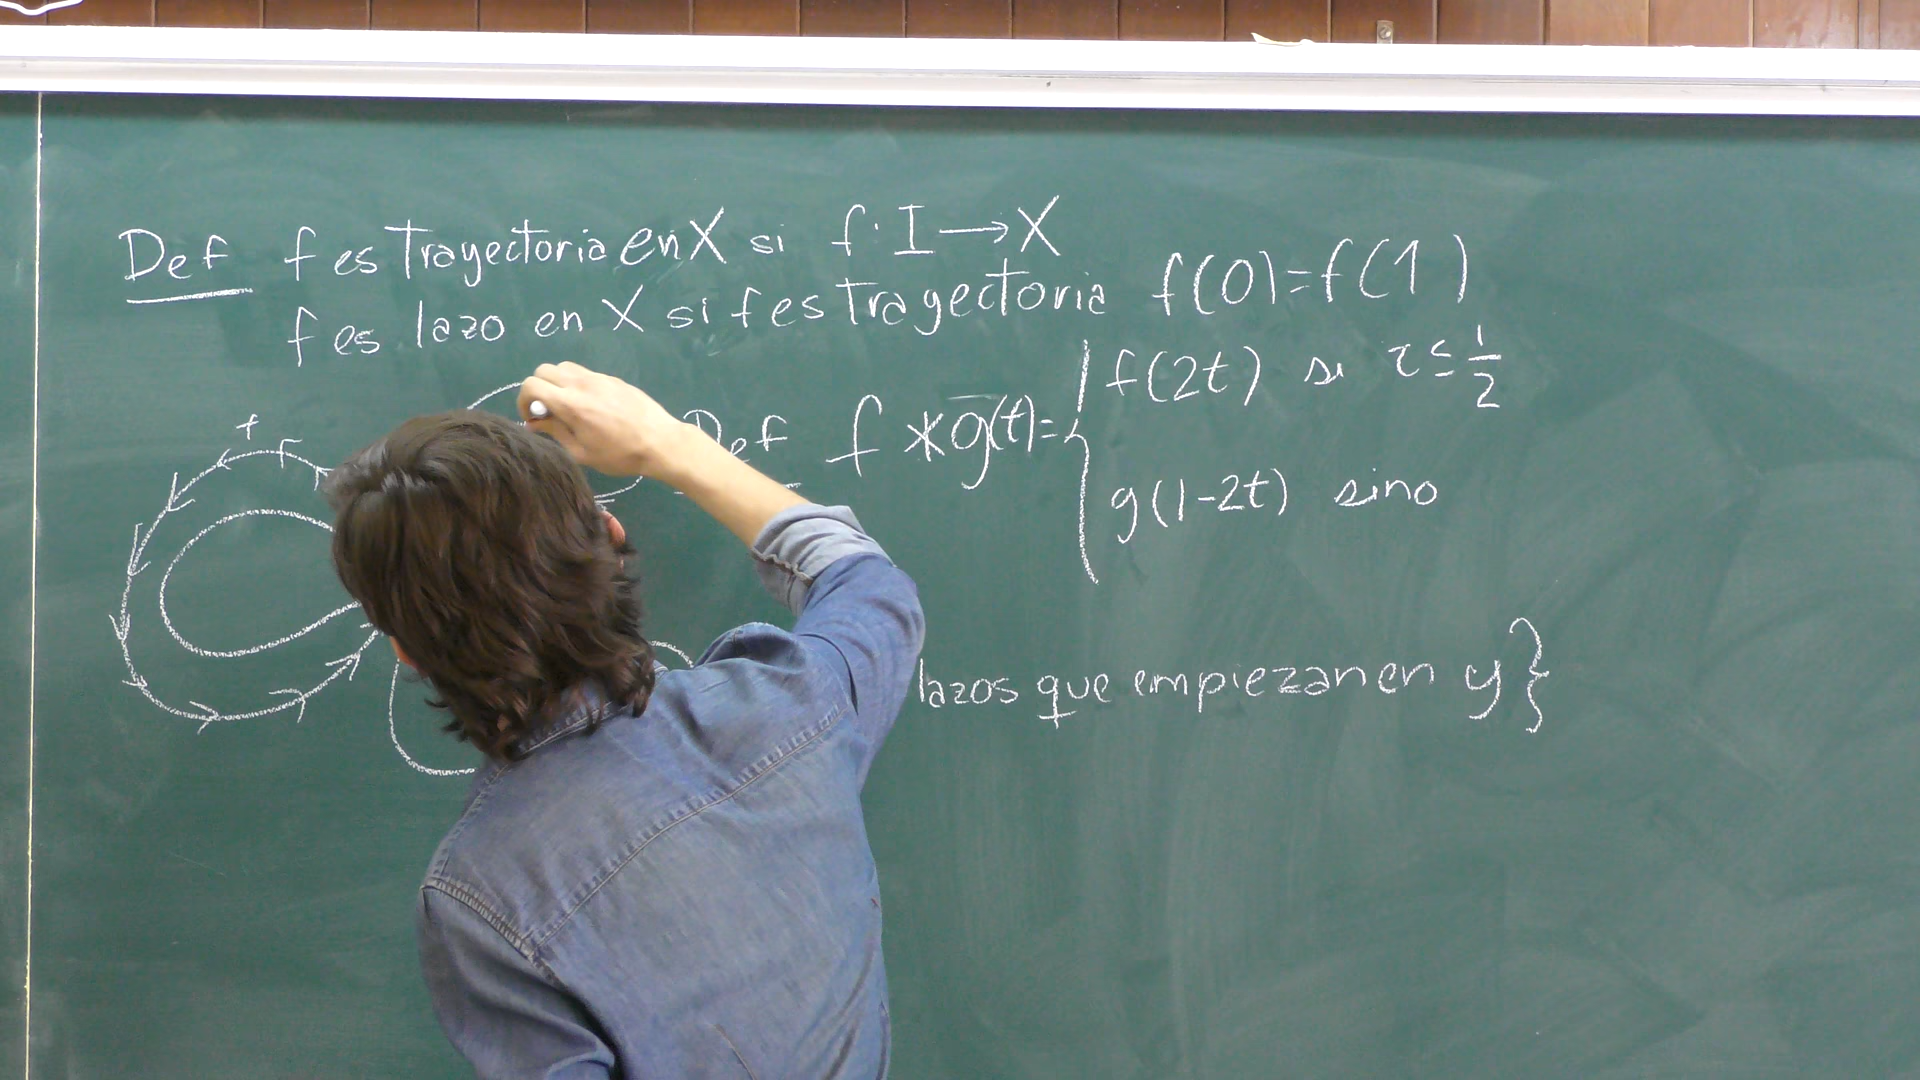 Def f es Trayectoria en X si f: I → X
f es lazo en X si f es Trayectoria f(0)=f(1)
f
Def f*g(t)= { f(2t) si t ≤ 1/2
g(1-2t) sino
lazos que empiezan en y}